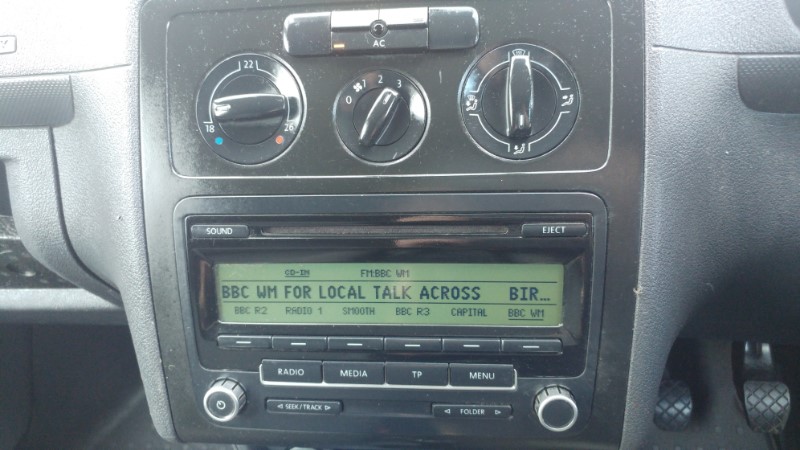 AC
22
18 26
0 1 2 3
SOUND EJECT
CD-IN FM:BBC WM
BBC WM FOR LOCAL TALK ACROSS BIR...
BBC R2 RADIO 1 SMOOTH BBC R3 CAPITAL BBC WM
RADIO MEDIA TP MENU
SEEK/TRACK FOLDER